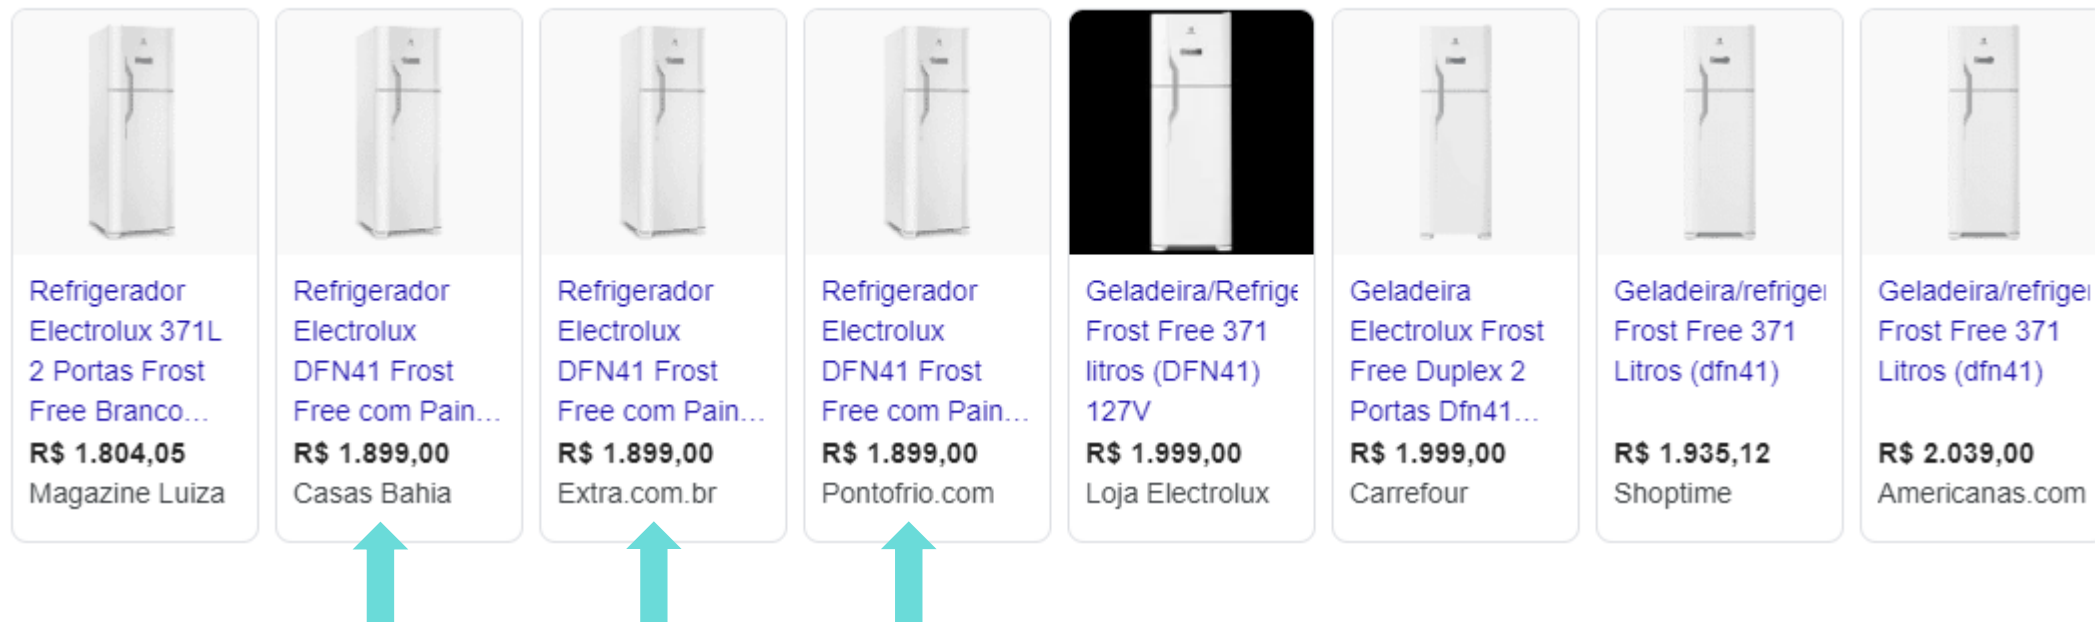 Refrigerador
Electrolux 371L
2 Portas Frost
Free Branco...
R$ 1.804,05
Magazine Luiza
Refrigerador
Electrolux
DFN41 Frost
Free com Pain...
R$ 1.899,00
Casas Bahia
Refrigerador
Electrolux
DFN41 Frost
Free com Pain...
R$ 1.899,00
Extra.com.br
Refrigerador
Electrolux
DFN41 Frost
Free com Pain...
R$ 1.899,00
Pontofrio.com
Geladeira/Refrige
Frost Free 371
litros (DFN41)
127V
R$ 1.999,00
Loja Electrolux
Geladeira
Electrolux Frost
Free Duplex 2
Portas Dfn41...
R$ 1.999,00
Carrefour
Geladeira/refriger
Frost Free 371
Litros (dfn41)
R$ 1.935,12
Shoptime
Geladeira/refriger
Frost Free 371
Litros (dfn41)
R$ 2.039,00
Americanas.com